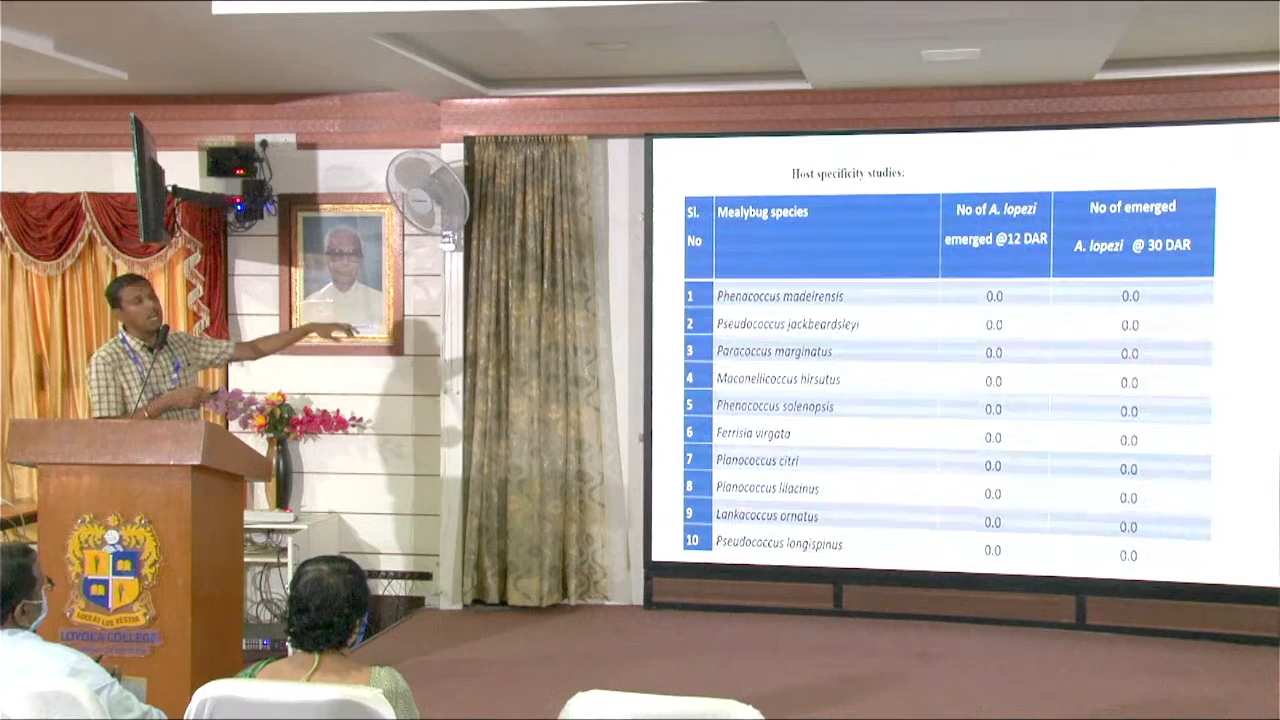 Host specificity studies:
Sl. No | Mealybug species | No of A. lopezi emerged @12 DAR | No of emerged A. lopezi @ 30 DAR
1 Phenacoccus madeirensis 0.0 0.0
2 Pseudococcus jackbeardsleyi 0.0 0.0
3 Paracoccus marginatus 0.0 0.0
4 Maconellicoccus hirsutus 0.0 0.0
5 Phenococcus solenopsis 0.0 0.0
6 Ferrisia virgata 0.0 0.0
7 Planococcus citri 0.0 0.0
8 Planococcus lilacinus 0.0 0.0
9 Lankacoccus ornatus 0.0 0.0
10 Pseudococcus longispinus 0.0 0.0
LUCEAT LUX VESTRA
LOYOLA COLLEGE